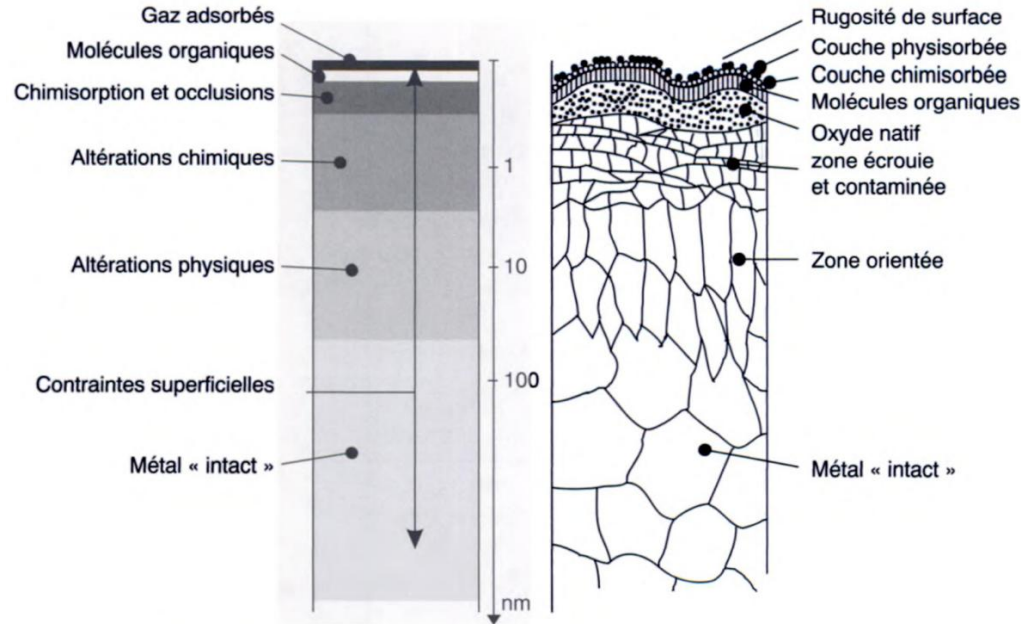 Gaz adsorbés
Molécules organiques
Chimisorption et occlusions
Altérations chimiques
Altérations physiques
Contraintes superficielles
Métal « intact »
1
10
100
nm
Rugosité de surface
Couche physisorbée
Couche chimisorbée
Molécules organiques
Oxyde natif
zone écrouie
et contaminée
Zone orientée
Métal « intact »